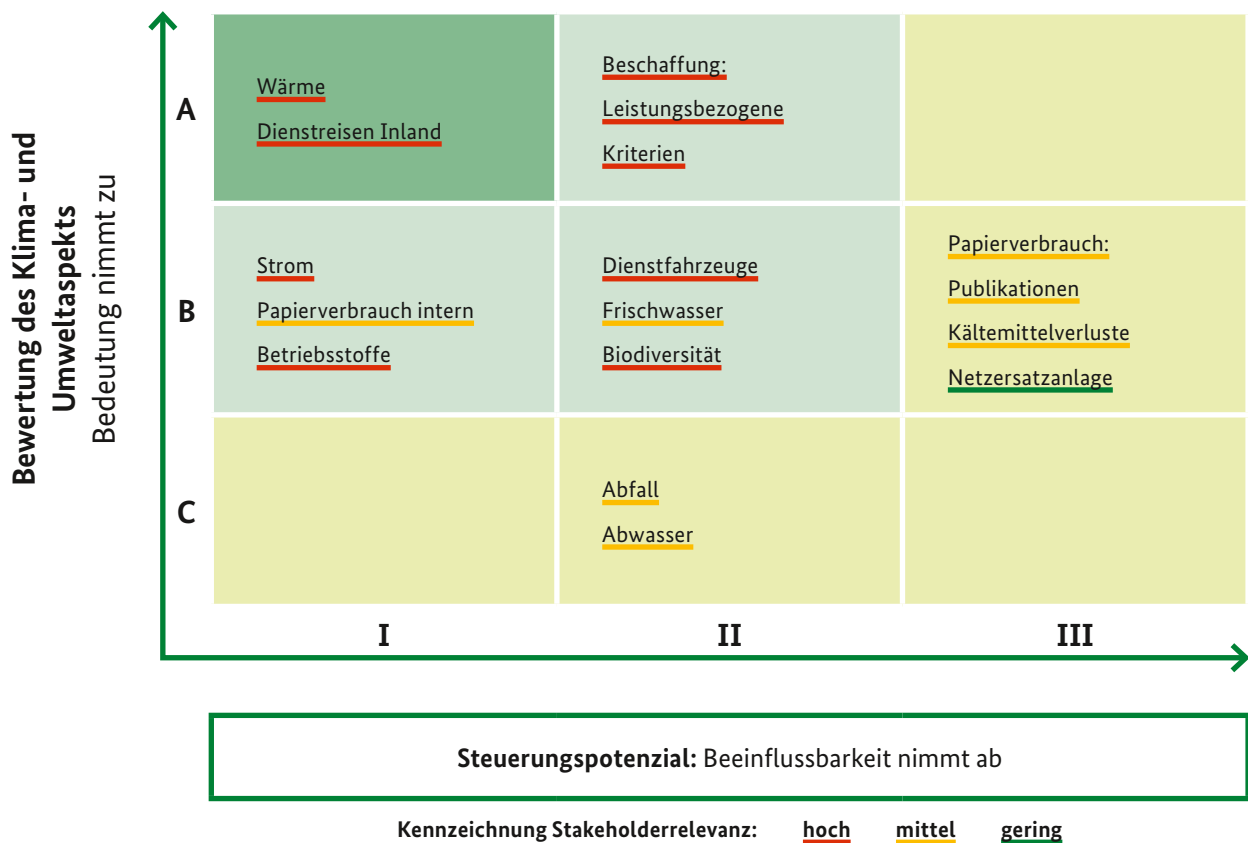 Bewertung des Klima- und
Umweltaspekts
Bedeutung nimmt zu
A
Wärme
Dienstreisen Inland
Beschaffung:
Leistungsbezogene
Kriterien
B
Strom
Papierverbrauch intern
Betriebsstoffe
Dienstfahrzeuge
Frischwasser
Biodiversität
Papierverbrauch:
Publikationen
Kältemittelverluste
Netzersatzanlage
C
Abfall
Abwasser
I II III
Steuerungspotenzial: Beeinflussbarkeit nimmt ab
Kennzeichnung Stakeholderrelevanz: hoch mittel gering